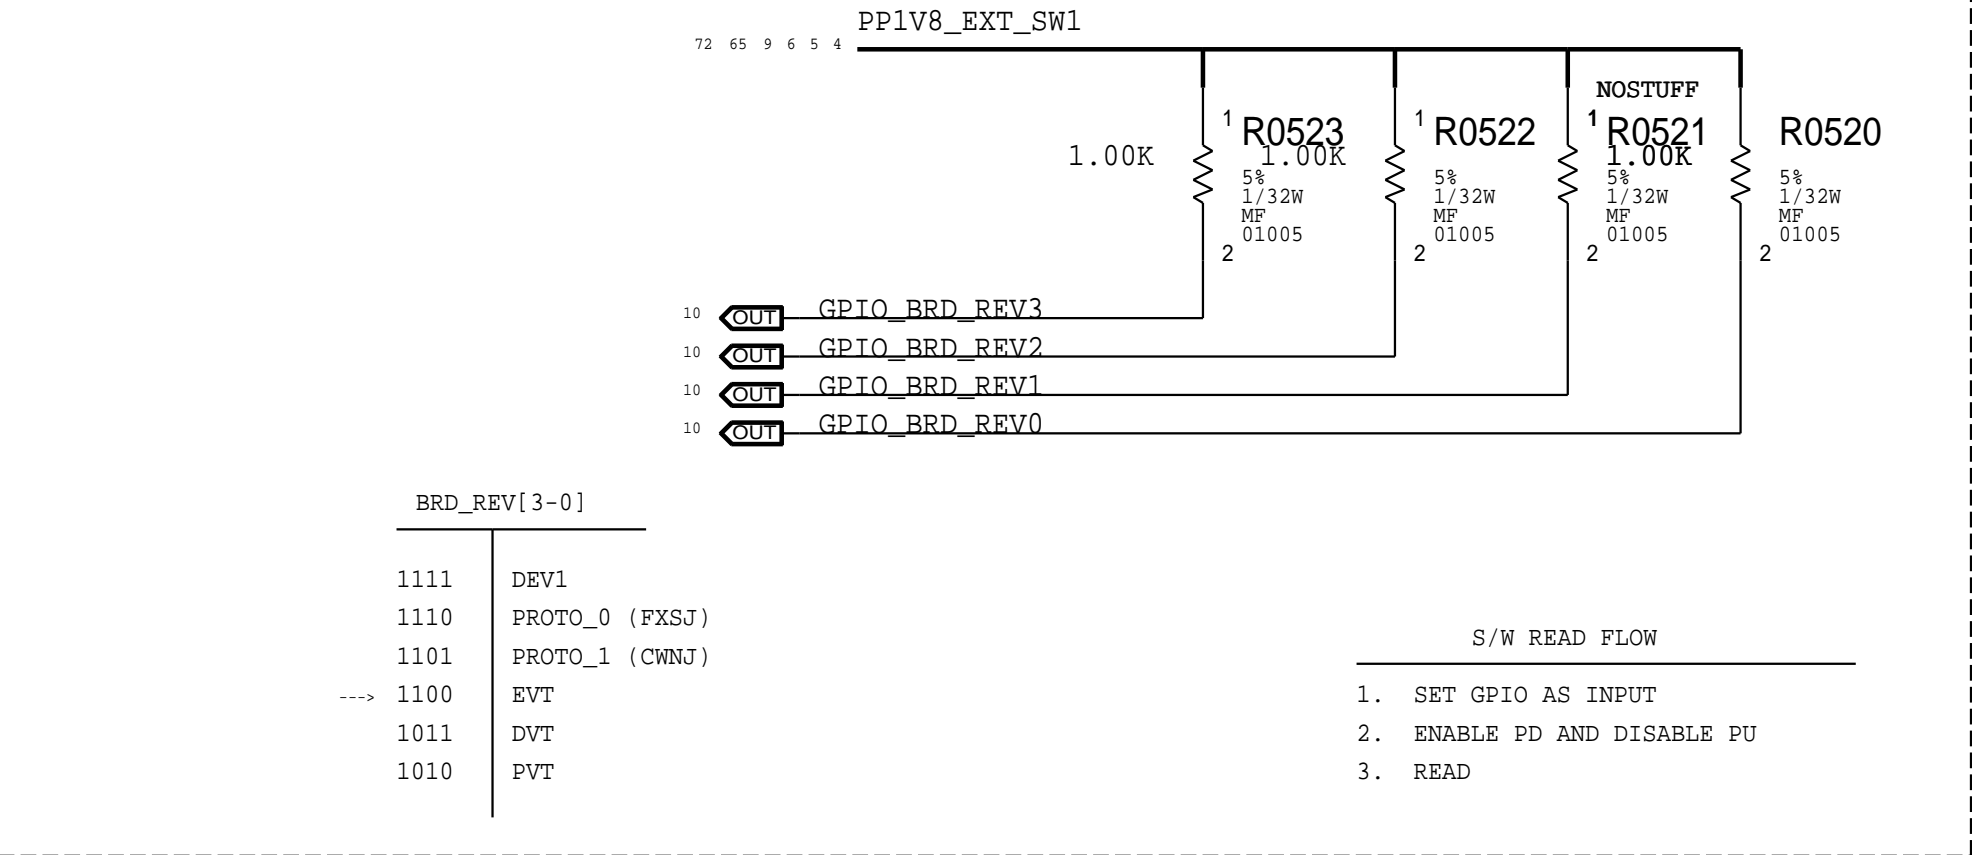 PP1V8_EXT_SW1
72 65 9 6 5 4
NOSTUFF
1 R0523 1 R0522 1 R0521 R0520
1.00K 1.00K 1.00K
5% 5% 5% 5%
1/32W 1/32W 1/32W 1/32W
MF MF MF MF
01005 01005 01005 01005
2 2 2 2
10 OUT GPIO_BRD_REV3
10 OUT GPIO_BRD_REV2
10 OUT GPIO_BRD_REV1
10 OUT GPIO_BRD_REV0
BRD_REV[3-0]
1111 DEV1
1110 PROTO_0 (FXSJ)
1101 PROTO_1 (CWNJ)
---> 1100 EVT
1011 DVT
1010 PVT
S/W READ FLOW
1. SET GPIO AS INPUT
2. ENABLE PD AND DISABLE PU
3. READ